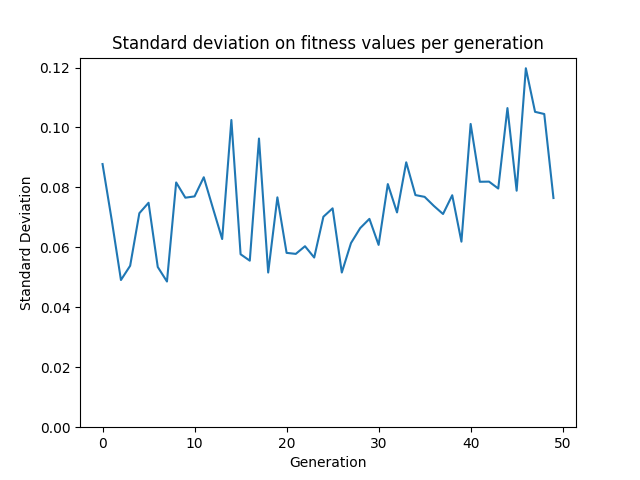 Standard deviation on fitness values per generation
0.12
0.10
0.08
0.06
0.04
0.02
0.00
Standard Deviation
0 10 20 30 40 50
Generation